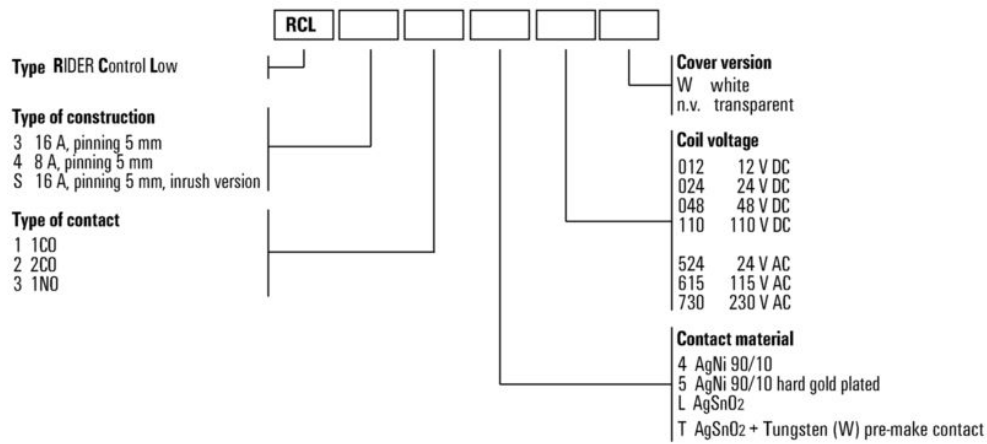 RCL
Type RIDER Control Low
Type of construction
3 16 A, pinning 5 mm
4 8 A, pinning 5 mm
S 16 A, pinning 5 mm, inrush version
Type of contact
1 1CO
2 2CO
3 1NO
Cover version
W white
n.v. transparent
Coil voltage
012 12 V DC
024 24 V DC
048 48 V DC
110 110 V DC
524 24 V AC
615 115 V AC
730 230 V AC
Contact material
4 AgNi 90/10
5 AgNi 90/10 hard gold plated
L AgSnO2
T AgSnO2 + Tungsten (W) pre-make contact